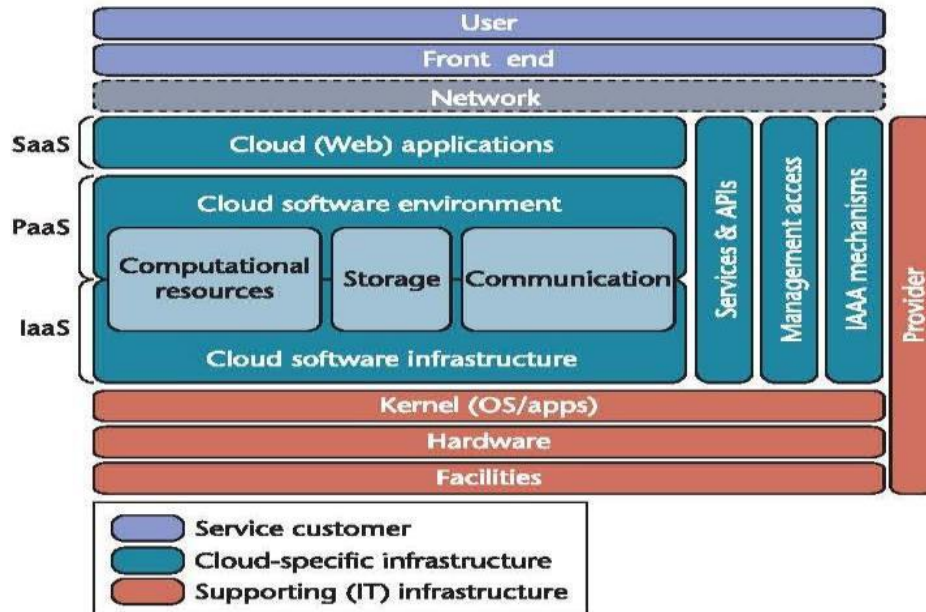 User
Front end
Network
SaaS
Cloud (Web) applications
PaaS
Cloud software environment
Computational
resources
Storage
Communication
IaaS
Cloud software infrastructure
Services & APIs
Management access
IAAA mechanisms
Provider
Kernel (OS/apps)
Hardware
Facilities
Service customer
Cloud-specific infrastructure
Supporting (IT) infrastructure